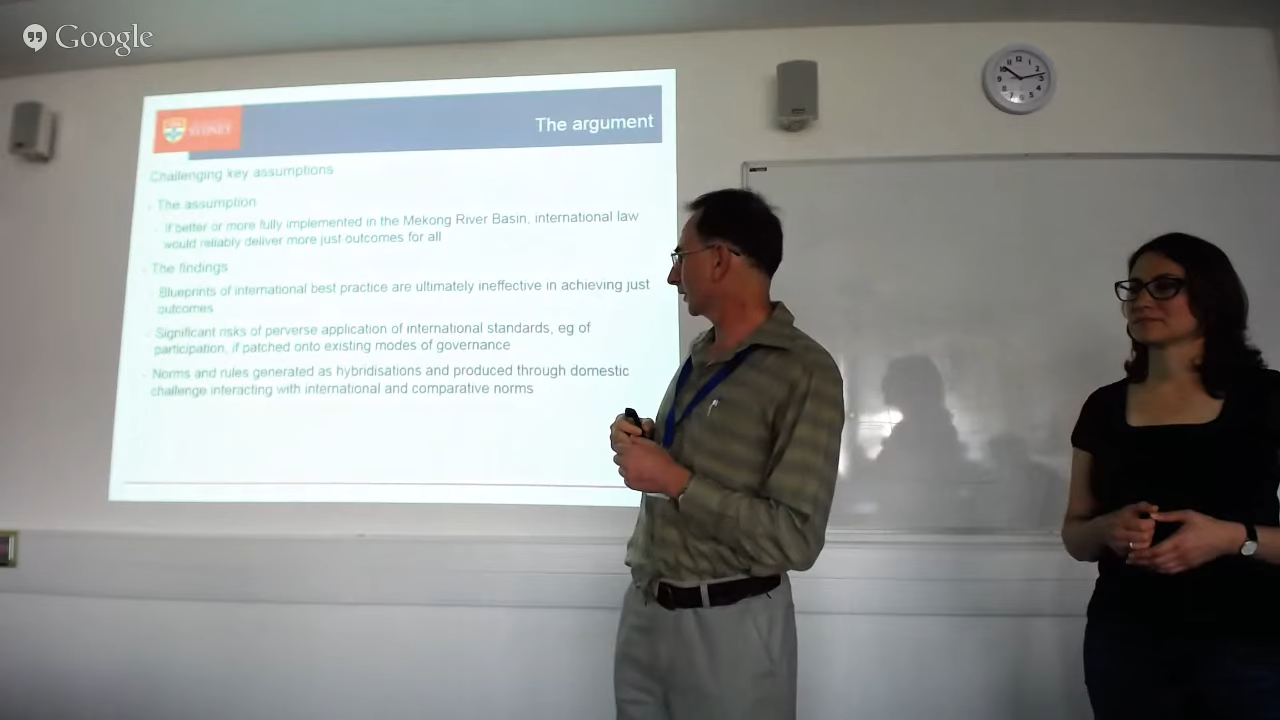 Google
SYDNEY
The argument
Challenging key assumptions
The assumption
If better or more fully implemented in the Mekong River Basin, international law
would reliably deliver more just outcomes for all
The findings
Blueprints of international best practice are ultimately ineffective in achieving just
outcomes
Significant risks of perverse application of international standards, eg of
participation, if patched onto existing modes of governance
Norms and rules generated as hybridisations and produced through domestic
challenge interacting with international and comparative norms